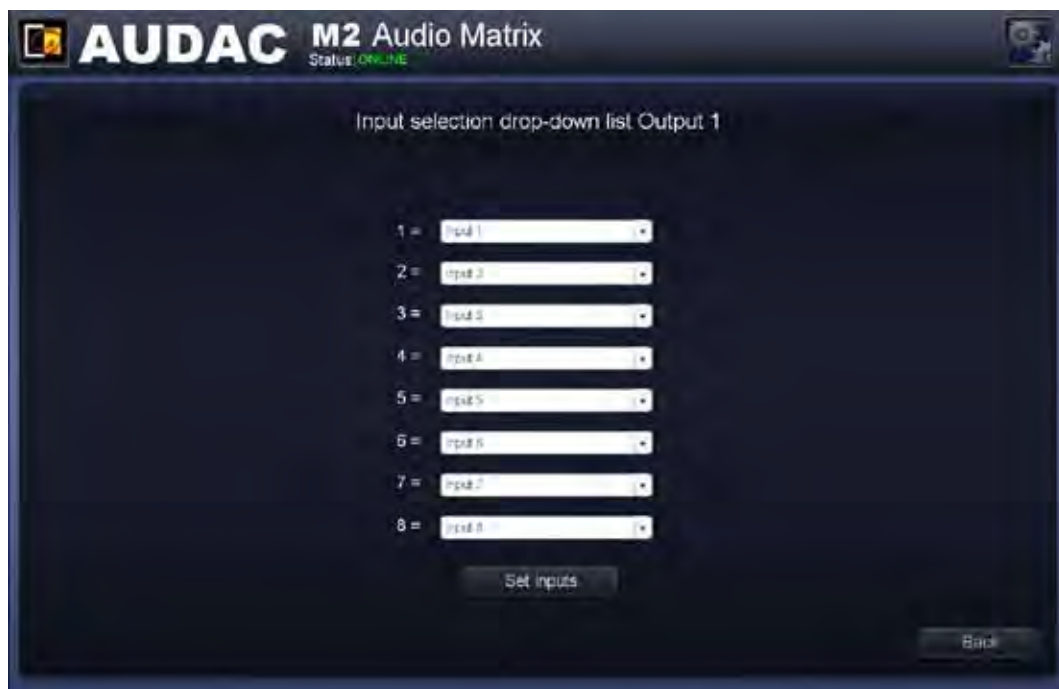 AUDAC M2 Audio Matrix
Status: ONLINE
Input selection drop-down list Output 1
1 = Input 1
2 = Input 2
3 = Input 3
4 = Input 4
5 = Input 5
6 = Input 6
7 = Input 7
8 = Input 8
Set inputs
Back